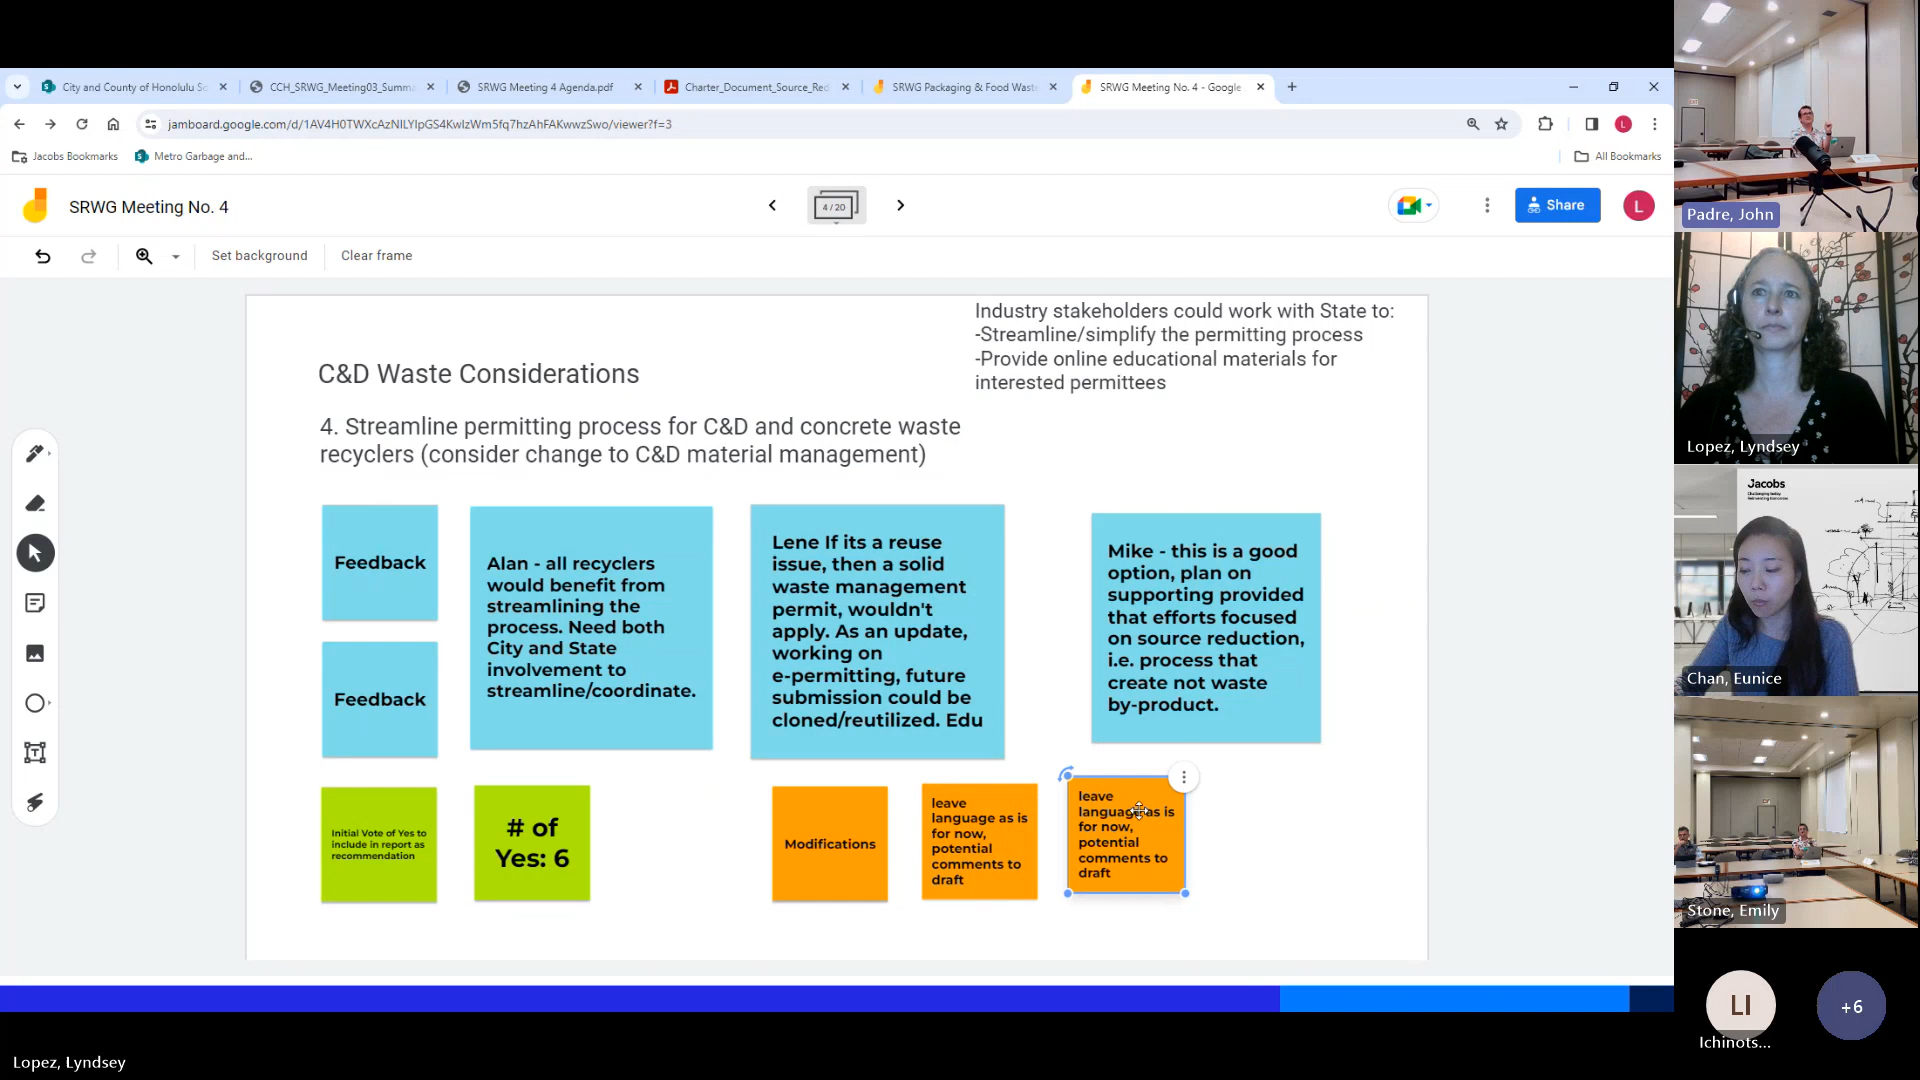 City and County of Honolulu So
CCH_SRWG_Meeting03_Summa
SRWG Meeting 4 Agenda.pdf
Charter_Document_Source_Red
SRWG Packaging & Food Waste
SRWG Meeting No. 4 - Google
jamboard.google.com/d/1AV4H0TWXcAzNILYIpGS4KwIzWm5fq7hzAhFAKwwzSwo/viewer?f=3
L
Jacobs Bookmarks
Metro Garbage and...
All Bookmarks
SRWG Meeting No. 4
4 / 20
Share
L
Set background
Clear frame
Industry stakeholders could work with State to:
-Streamline/simplify the permitting process
-Provide online educational materials for
interested permittees
C&D Waste Considerations
4. Streamline permitting process for C&D and concrete waste
recyclers (consider change to C&D material management)
Feedback
Feedback
Alan - all recyclers
would benefit from
streamlining the
process. Need both
City and State
involvement to
streamline/coordinate.
Lene If its a reuse
issue, then a solid
waste management
permit, wouldn't
apply. As an update,
working on
e-permitting, future
submission could be
cloned/reutilized. Edu
Mike - this is a good
option, plan on
supporting provided
that efforts focused
on source reduction,
i.e. process that
create not waste
by-product.
Initial Vote of Yes to
include in report as
recommendation
# of
Yes: 6
Modifications
leave
language as is
for now,
potential
comments to
draft
leave
language as is
for now,
potential
comments to
draft
Lopez, Lyndsey
Padre, John
Lopez, Lyndsey
Jacobs
Chan, Eunice
Stone, Emily
LI
Ichinots...
+6